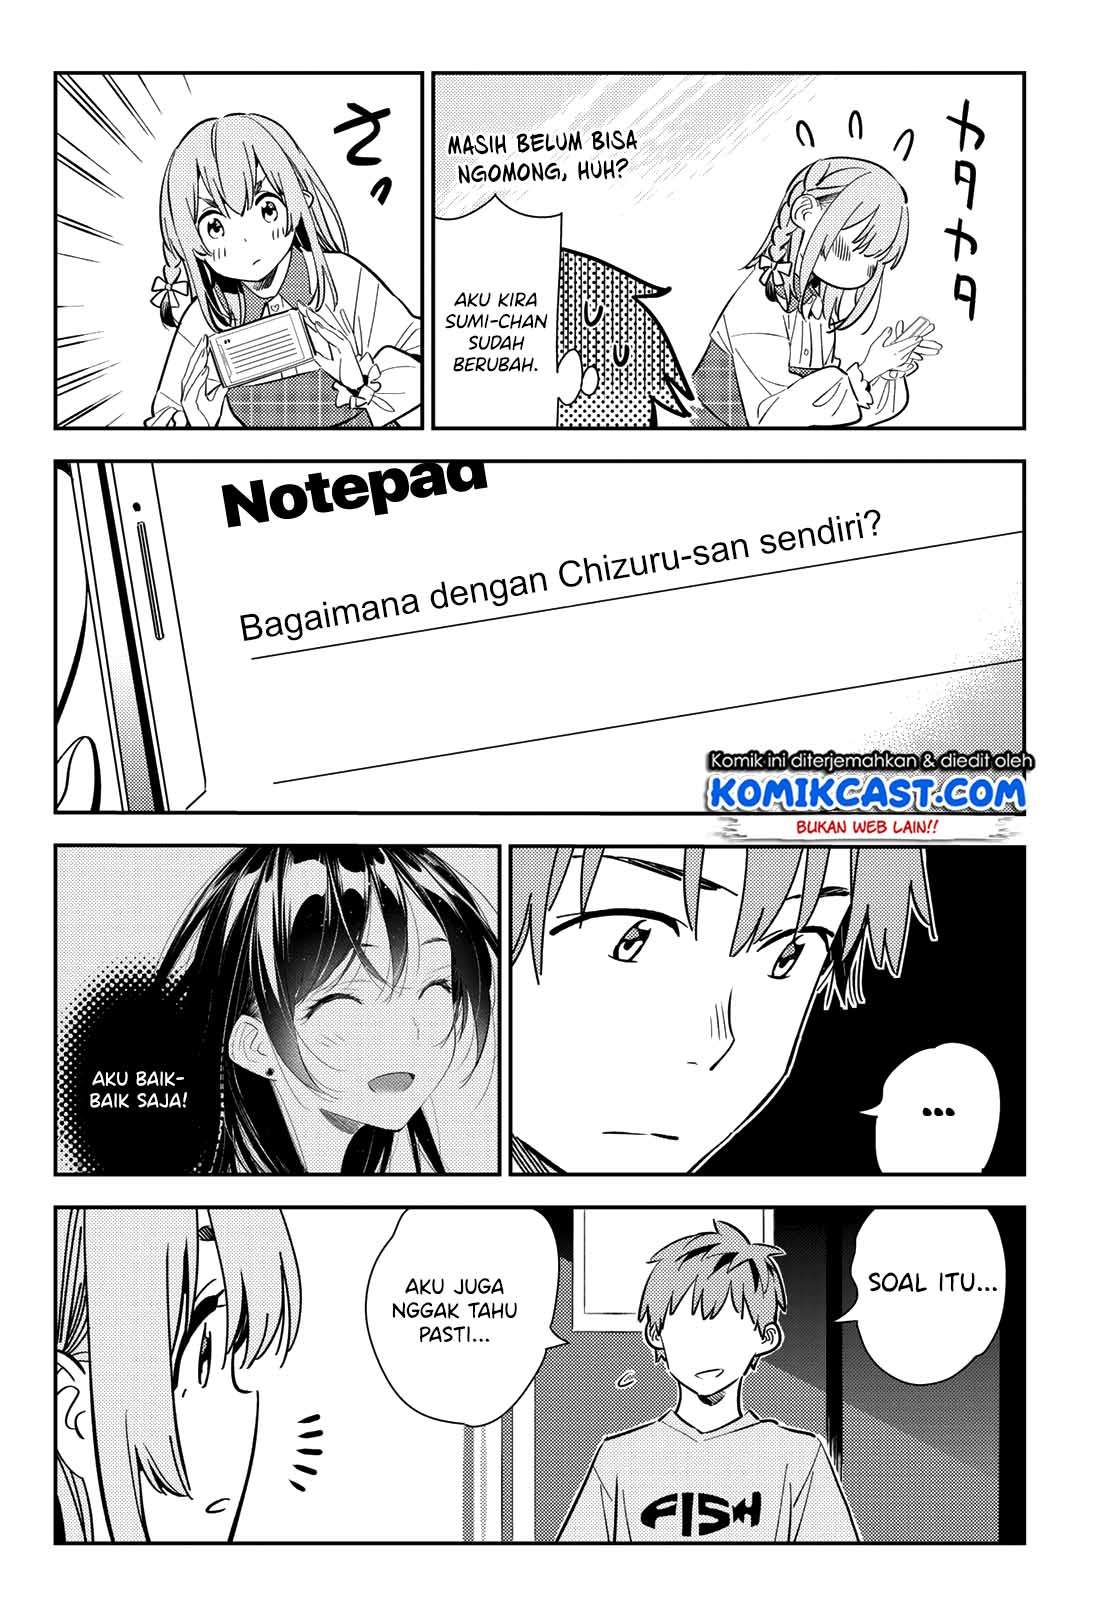 MASIH BELUM BISA
NGOMONG, HUH?
カタカタ
AKU KIRA
SUMI-CHAN
SUDAH
BERUBAH.
さっ
Notepad
Bagaimana dengan Chizuru-san sendiri?
Komik ini diterjemahkan & diedit oleh
KOMIKCAST.COM
BUKAN WEB LAIN!!
...
AKU BAIK-
BAIK SAJA!
SOAL ITU...
AKU JUGA
NGGAK TAHU
PASTI...
FISH